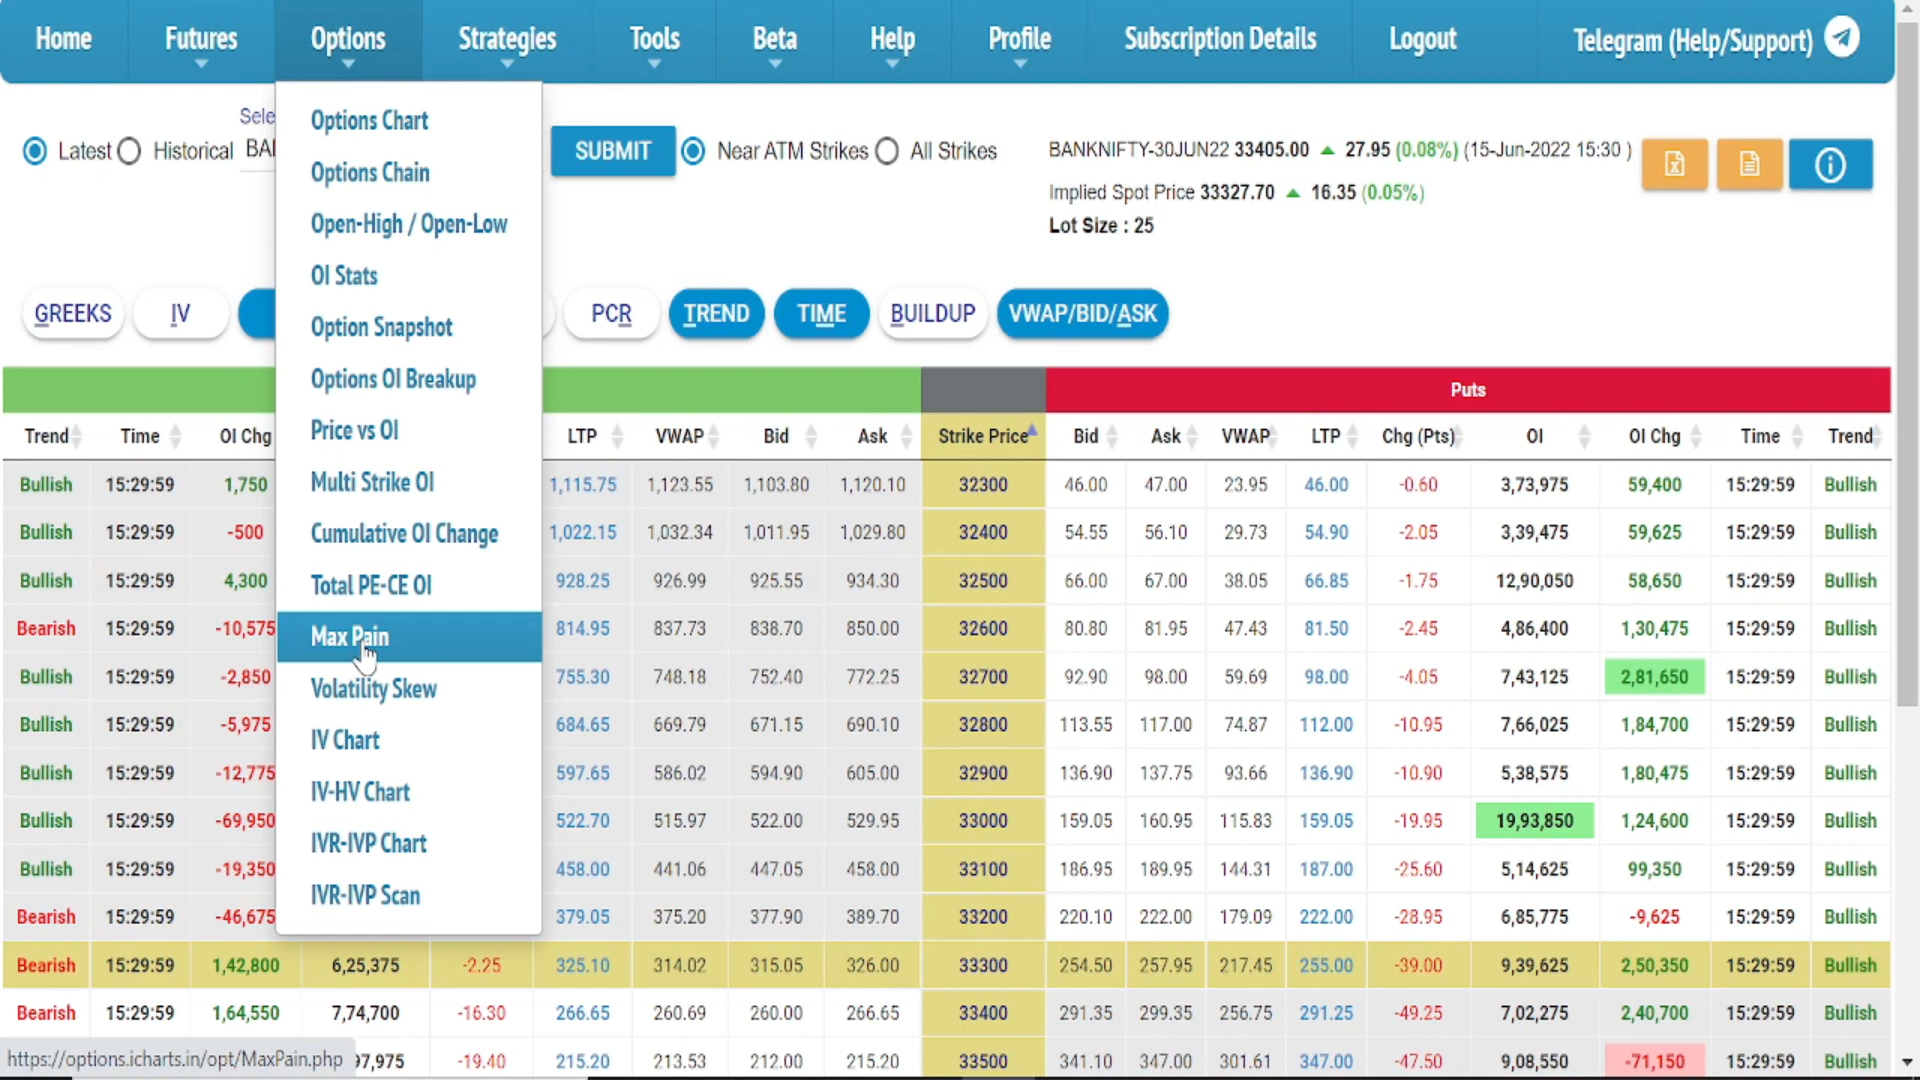 Home Futures Options Strategies Tools Beta Help Profile Subscription Details Logout Telegram (Help/Support)
Sele
Latest Historical BAI SUBMIT Near ATM Strikes All Strikes
BANKNIFTY-30JUN22 33405.00 ▲ 27.95 (0.08%) (15-Jun-2022 15:30 )
Implied Spot Price 33327.70 ▲ 16.35 (0.05%)
Lot Size : 25
Options Chart
Options Chain
Open-High / Open-Low
OI Stats
Option Snapshot
Options OI Breakup
Price vs OI
Multi Strike OI
Cumulative OI Change
Total PE-CE OI
Max Pain
Volatility Skew
IV Chart
IV-HV Chart
IVR-IVP Chart
IVR-IVP Scan
GREEKS IV PCR TREND TIME BUILDUP VWAP/BID/ASK
Puts
Trend Time OI Chg LTP VWAP Bid Ask Strike Price Bid Ask VWAP LTP Chg (Pts) OI OI Chg Time Trend
Bullish 15:29:59 1,750 1,115.75 1,123.55 1,103.80 1,120.10 32300 46.00 47.00 23.95 46.00 -0.60 3,73,975 59,400 15:29:59 Bullish
Bullish 15:29:59 -500 1,022.15 1,032.34 1,011.95 1,029.80 32400 54.55 56.10 29.73 54.90 -2.05 3,39,475 59,625 15:29:59 Bullish
Bullish 15:29:59 4,300 928.25 926.99 925.55 934.30 32500 66.00 67.00 38.05 66.85 -1.75 12,90,050 58,650 15:29:59 Bullish
Bearish 15:29:59 -10,575 814.95 837.73 838.70 850.00 32600 80.80 81.95 47.43 81.50 -2.45 4,86,400 1,30,475 15:29:59 Bullish
Bullish 15:29:59 -2,850 755.30 748.18 752.40 772.25 32700 92.90 98.00 59.69 98.00 -4.05 7,43,125 2,81,650 15:29:59 Bullish
Bullish 15:29:59 -5,975 684.65 669.79 671.15 690.10 32800 113.55 117.00 74.87 112.00 -10.95 7,66,025 1,84,700 15:29:59 Bullish
Bullish 15:29:59 -12,775 597.65 586.02 594.90 605.00 32900 136.90 137.75 93.66 136.90 -10.90 5,38,575 1,80,475 15:29:59 Bullish
Bullish 15:29:59 -69,950 522.70 515.97 522.00 529.95 33000 159.05 160.95 115.83 159.05 -19.95 19,93,850 1,24,600 15:29:59 Bullish
Bullish 15:29:59 -19,350 458.00 441.06 447.05 458.00 33100 186.95 189.95 144.31 187.00 -25.60 5,14,625 99,350 15:29:59 Bullish
Bearish 15:29:59 -46,675 379.05 375.20 377.90 389.70 33200 220.10 222.00 179.09 222.00 -28.95 6,85,775 -9,625 15:29:59 Bullish
Bearish 15:29:59 1,42,800 6,25,375 -2.25 325.10 314.02 315.05 326.00 33300 254.50 257.95 217.45 255.00 -39.00 9,39,625 2,50,350 15:29:59 Bullish
Bearish 15:29:59 1,64,550 7,74,700 -16.30 266.65 260.69 260.00 266.65 33400 291.35 299.35 256.75 291.25 -49.25 7,02,275 2,40,700 15:29:59 Bullish
https://options.icharts.in/opt/MaxPain.php 97,975 -19.40 215.20 213.53 212.00 215.20 33500 341.10 347.00 301.61 347.00 -47.50 9,08,550 -71,150 15:29:59 Bullish